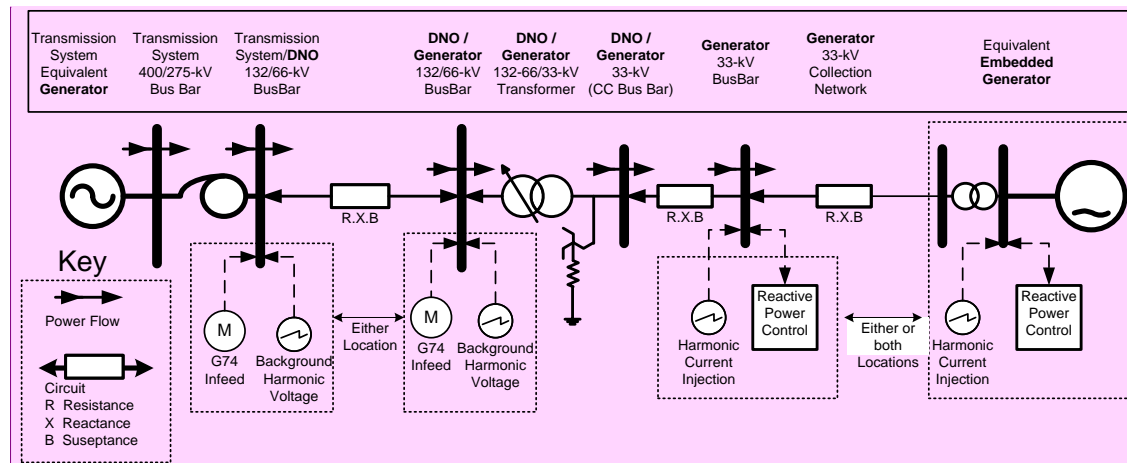 Transmission
System
Equivalent
Generator
Transmission
System
400/275-kV
Bus Bar
Transmission
System/DNO
132/66-kV
BusBar
DNO /
Generator
132/66-kV
BusBar
DNO /
Generator
132-66/33-kV
Transformer
DNO /
Generator
33-kV
(CC Bus Bar)
Generator
33-kV
BusBar
Generator
33-kV
Collection
Network
Equivalent
Embedded
Generator
R.X.B
R.X.B
R.X.B
Key
Power Flow
Circuit
R Resistance
X Reactance
B Suseptance
M
G74
Infeed
Background
Harmonic
Voltage
Either
Location
M
G74
Infeed
Background
Harmonic
Voltage
Harmonic
Current
Injection
Reactive
Power
Control
Either or
both
Locations
Harmonic
Current
Injection
Reactive
Power
Control